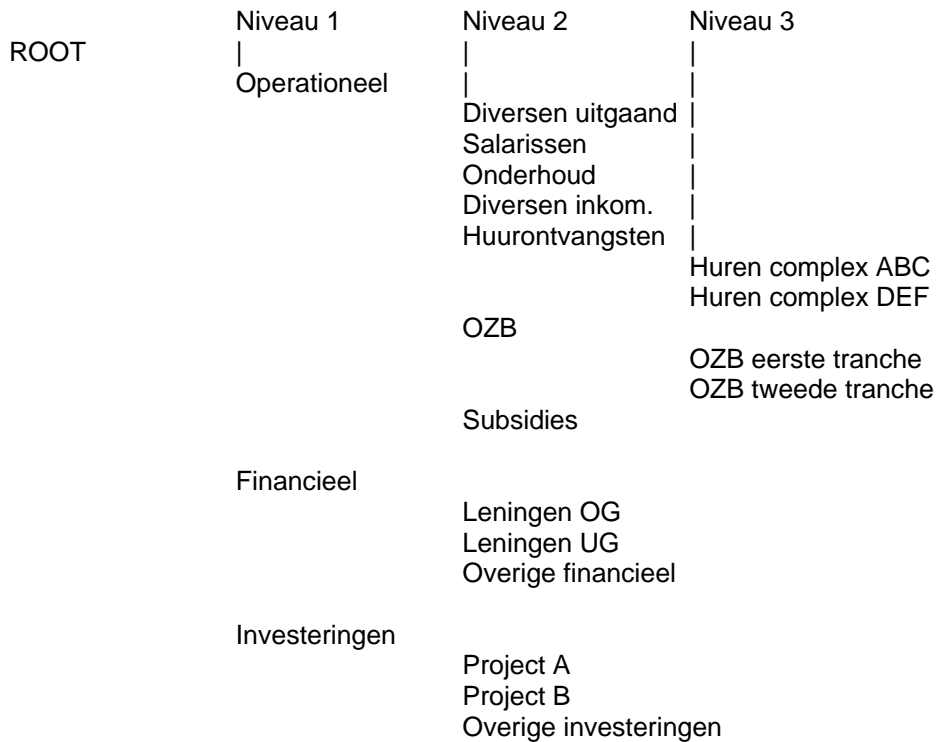 Niveau 1 Niveau 2 Niveau 3
ROOT | | |
Operationeel | |
Diversen uitgaand |
Salarissen |
Onderhoud |
Diversen inkom. |
Huurontvangsten |
Huren complex ABC
Huren complex DEF
OZB
OZB eerste tranche
OZB tweede tranche
Subsidies
Financieel
Leningen OG
Leningen UG
Overige financieel
Investeringen
Project A
Project B
Overige investeringen